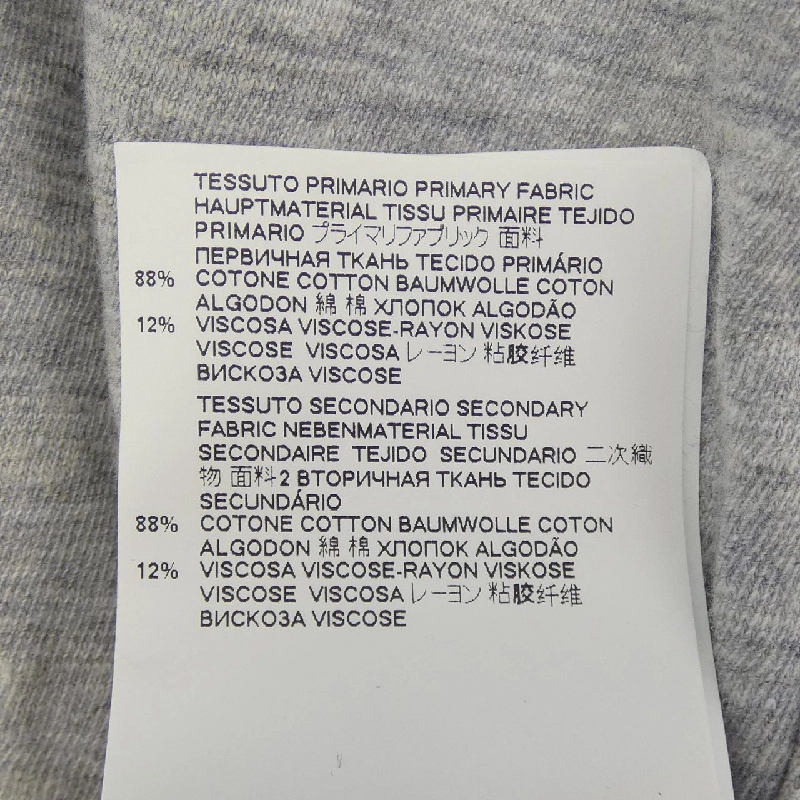 TESSUTO PRIMARIO PRIMARY FABRIC
HAUPTMATERIAL TISSU PRIMAIRE TEJIDO
PRIMARIO プライマリファブリック 面料
ПЕРВИЧНАЯ ТКАНЬ TECIDO PRIMÁRIO
88% COTONE COTTON BAUMWOLLE COTON
ALGODON 綿 棉 ХЛОПОК ALGODÃO
12% VISCOSA VISCOSE-RAYON VISKOSE
VISCOSE VISCOSA レーヨン 粘胶纤维
ВИСКОЗА VISCOSE
TESSUTO SECONDARIO SECONDARY
FABRIC NEBENMATERIAL TISSU
SECONDAIRE TEJIDO SECUNDARIO 二次織
物 面料2 ВТОРИЧНАЯ ТКАНЬ TECIDO
SECUNDÁRIO
88% COTONE COTTON BAUMWOLLE COTON
ALGODON 綿 棉 ХЛОПОК ALGODÃO
12% VISCOSA VISCOSE-RAYON VISKOSE
VISCOSE VISCOSA レーヨン 粘胶纤维
ВИСКОЗА VISCOSE